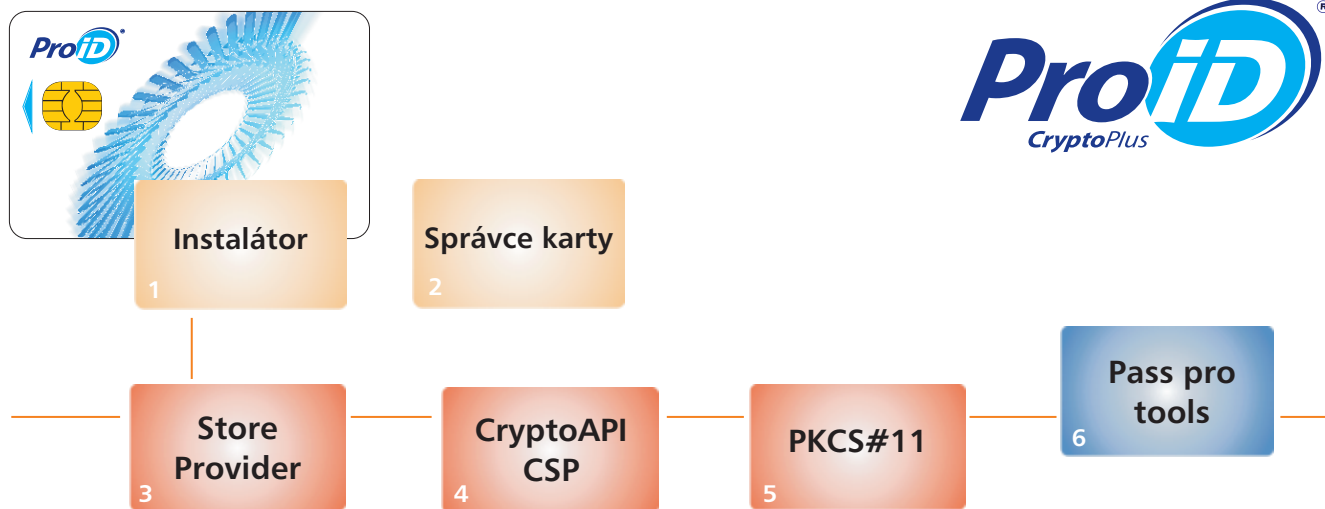 ProiD®
ProiD®
CryptoPlus
Instalátor
1
Správce karty
2
Store
Provider
3
CryptoAPI
CSP
4
PKCS#11
5
Pass pro
tools
6